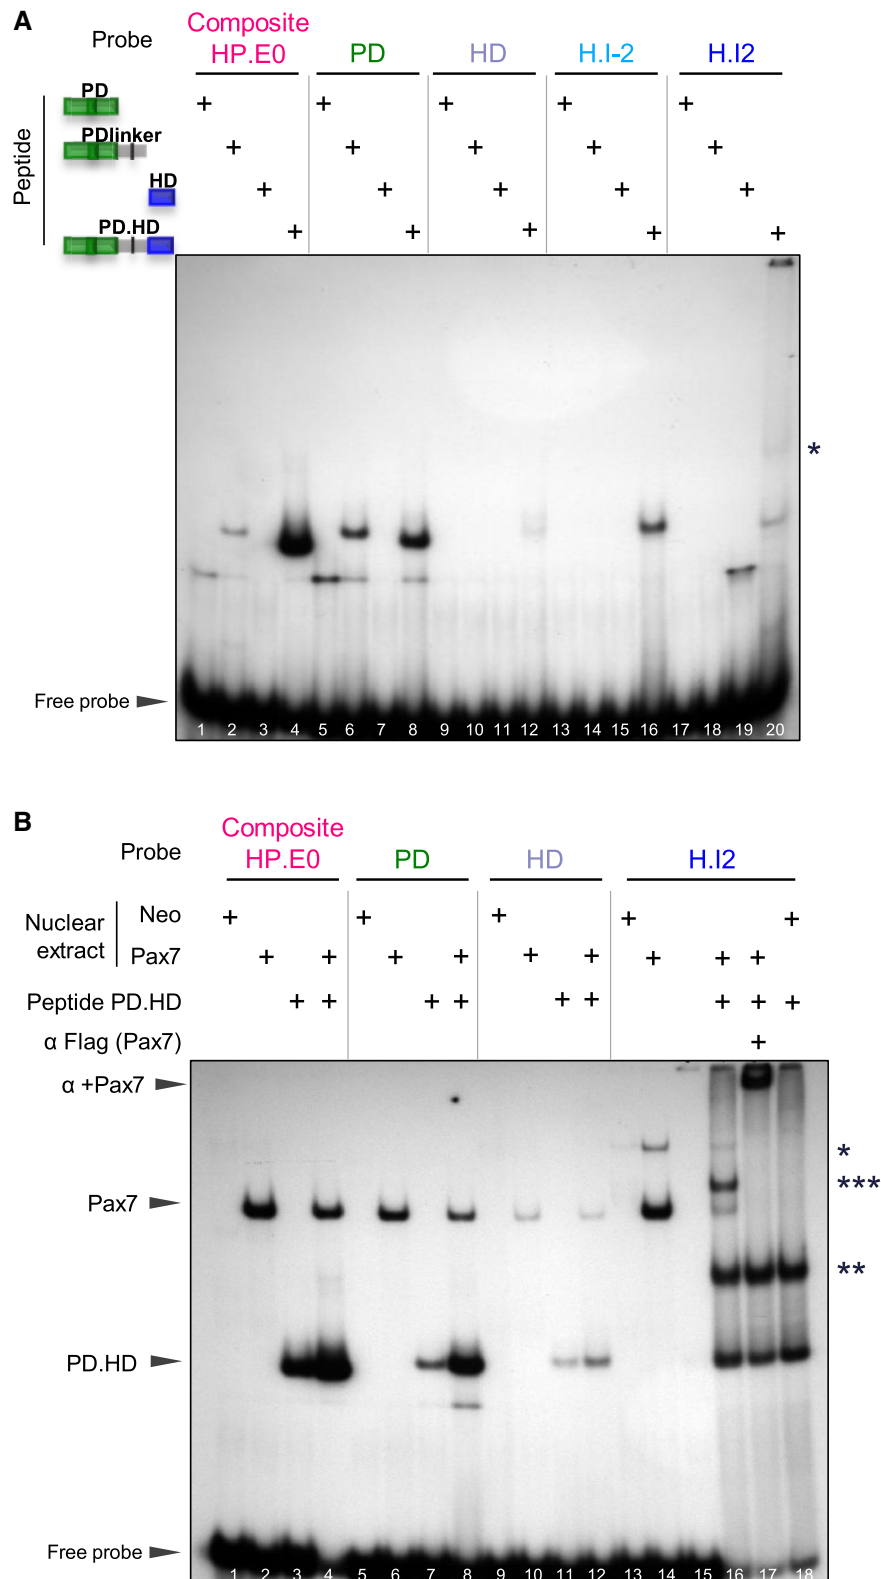 A
Composite
Probe
HP.E0 PD HD H.I-2 H.I2
Peptide
PD
+ + + + +
PDlinker
+ + + + +
HD
+ + + + +
PD.HD
+ + + + +
*
Free probe
1 2 3 4 5 6 7 8 9 10 11 12 13 14 15 16 17 18 19 20
B
Composite
Probe
HP.E0 PD HD H.I2
Nuclear
extract
Neo + + + + +
Pax7 + + + + + + + + +
Peptide PD.HD + + + + + + + + +
α Flag (Pax7) +
α +Pax7
*
***
Pax7
**
PD.HD
Free probe
1 2 3 4 5 6 7 8 9 10 11 12 13 14 15 16 17 18